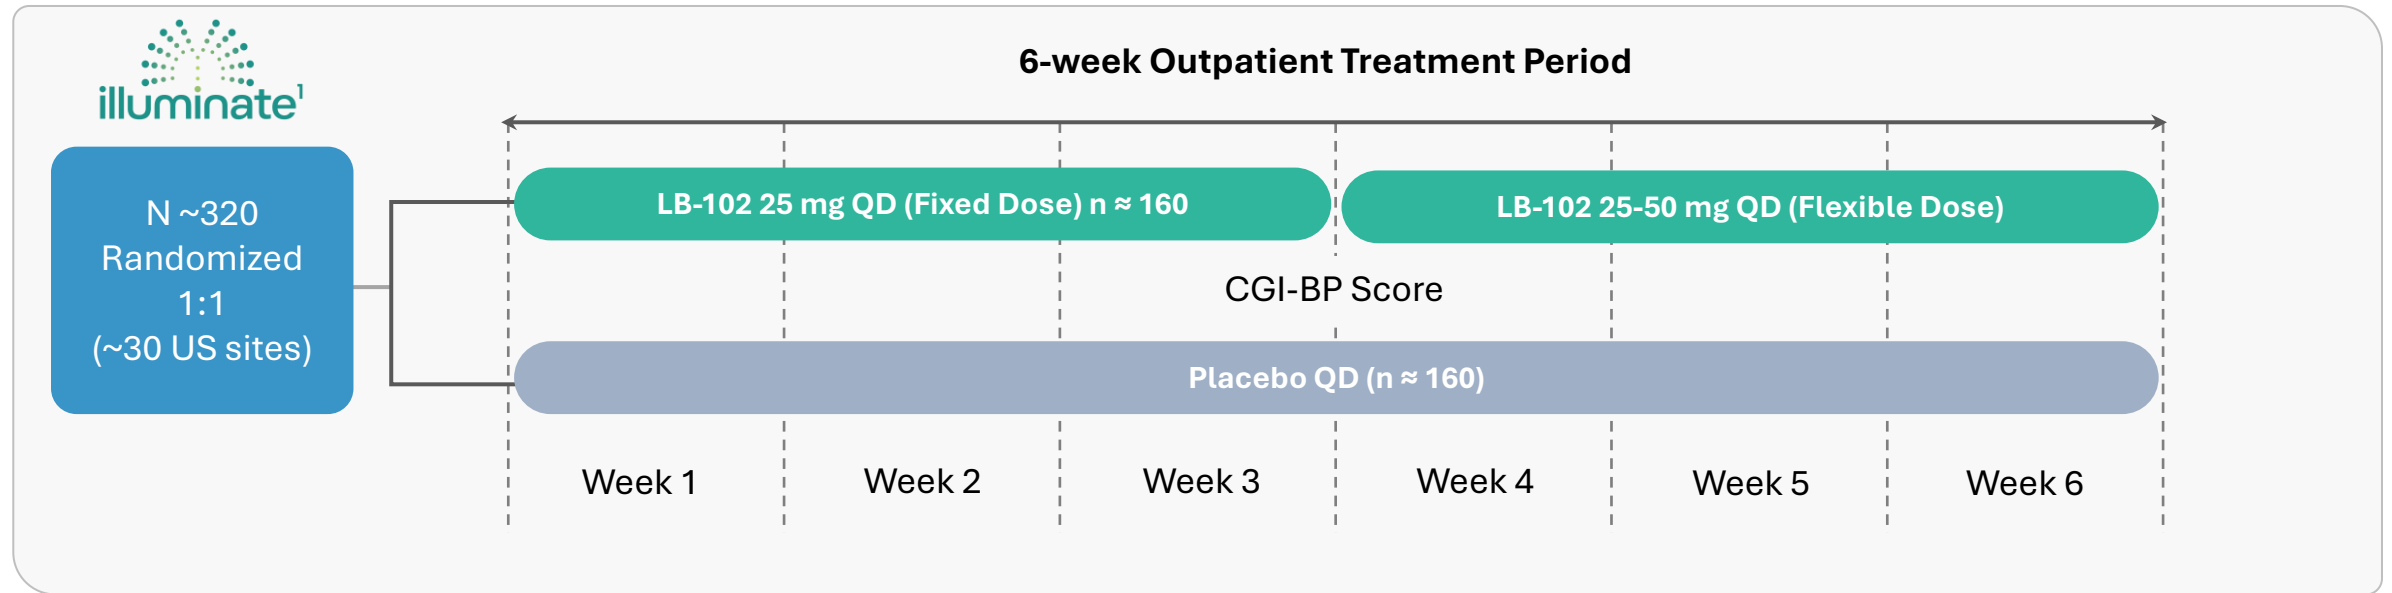 illuminate¹
6-week Outpatient Treatment Period
N ~320
Randomized
1:1
(~30 US sites)
LB-102 25 mg QD (Fixed Dose) n ≈ 160
LB-102 25-50 mg QD (Flexible Dose)
CGI-BP Score
Placebo QD (n ≈ 160)
Week 1
Week 2
Week 3
Week 4
Week 5
Week 6